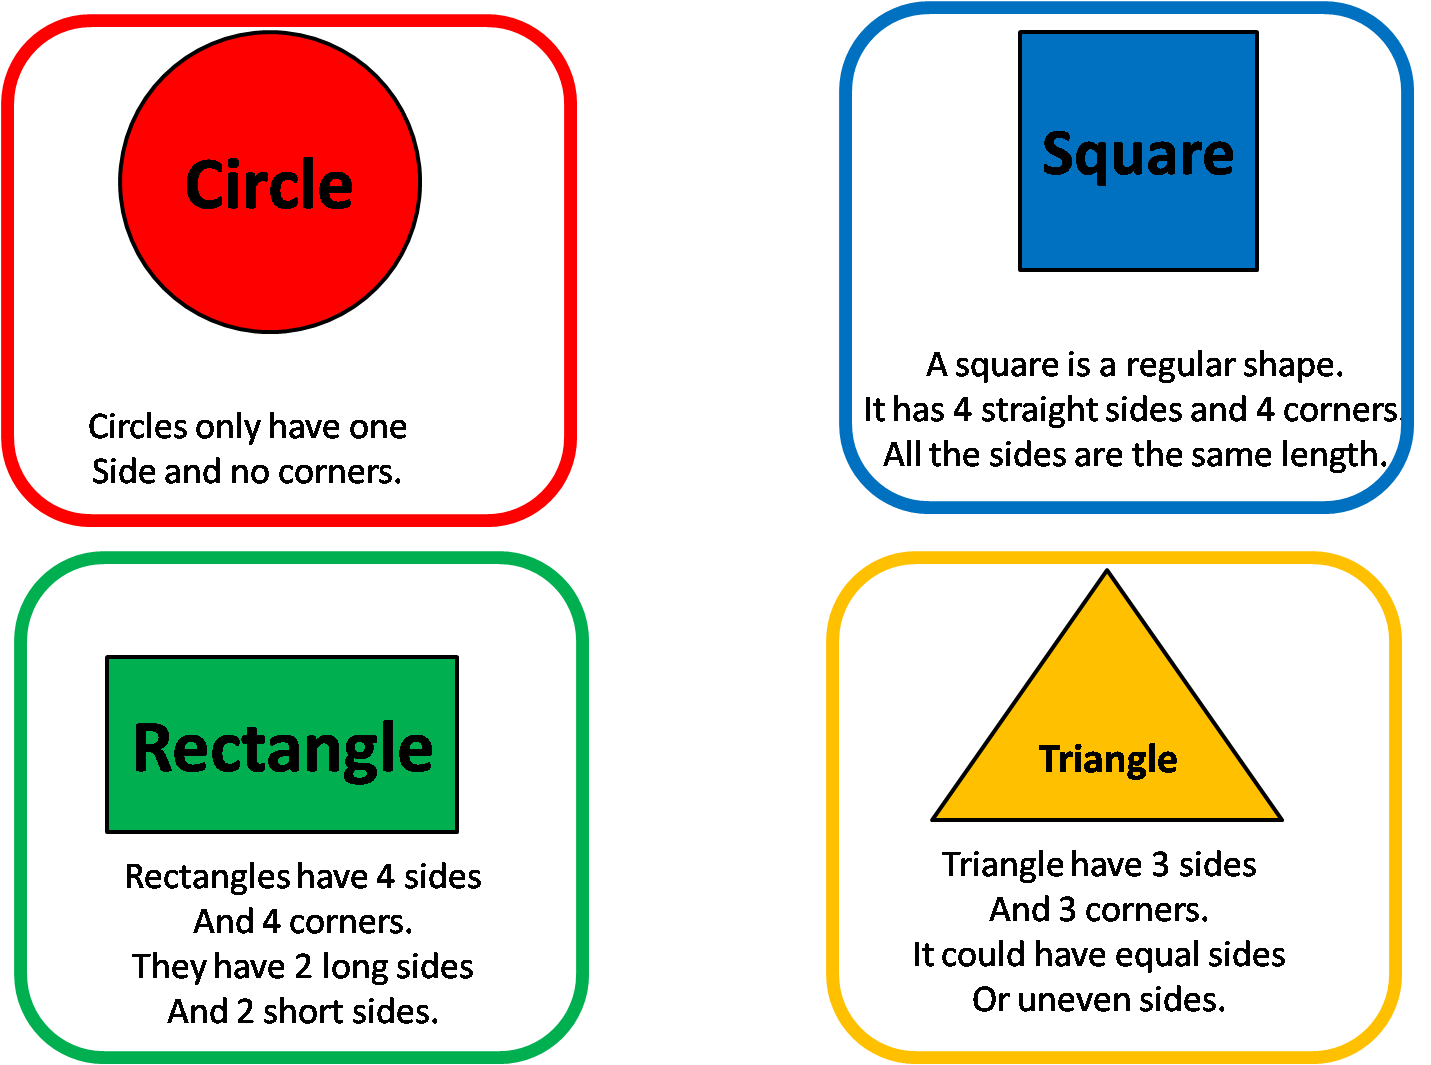 Circle
Circles only have one
Side and no corners.
Square
A square is a regular shape.
It has 4 straight sides and 4 corners.
All the sides are the same length.
Rectangle
Rectangles have 4 sides
And 4 corners.
They have 2 long sides
And 2 short sides.
Triangle
Triangle have 3 sides
And 3 corners.
It could have equal sides
Or uneven sides.